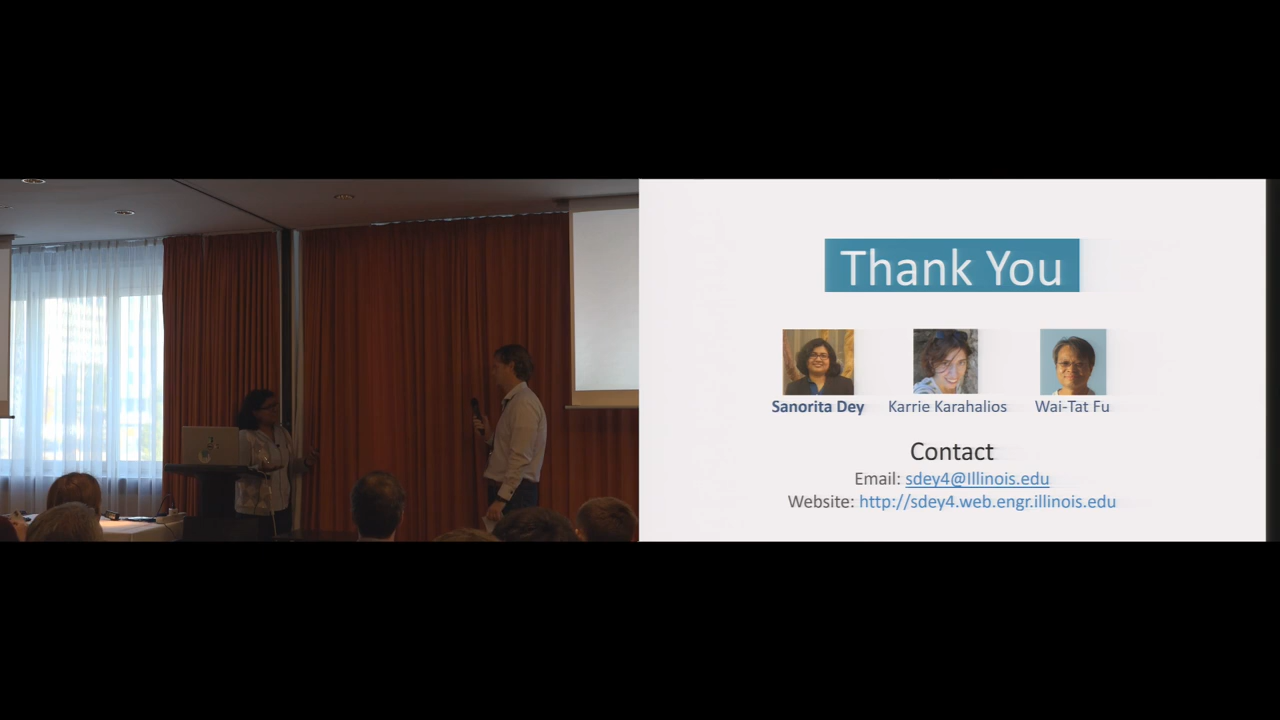 Thank You
Sanorita Dey
Karrie Karahalios
Wai-Tat Fu
Contact
Email: sdey4@Illinois.edu
Website: http://sdey4.web.engr.illinois.edu